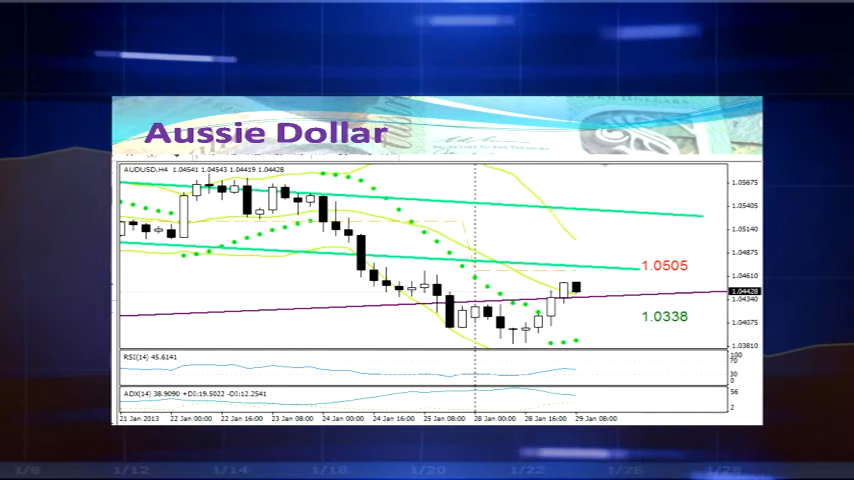 Aussie Dollar
AUDUSD,H4 1.04541 1.04543 1.04419 1.04428
1.05675
1.05405
1.05140
1.04875
1.0505
1.04610
1.04428
1.04340
1.0338
1.04075
1.03810
RSI(14) 45.6141
100
70
30
0
ADX(14) 38.9090 +DI:19.5022 -DI:12.2541
56
2
21 Jan 2013 22 Jan 00:00 22 Jan 16:00 23 Jan 08:00 24 Jan 00:00 24 Jan 16:00 25 Jan 08:00 28 Jan 00:00 28 Jan 16:00 29 Jan 08:00
1/8 1/12 1/14 1/18 1/20 1/22 1/26 1/28